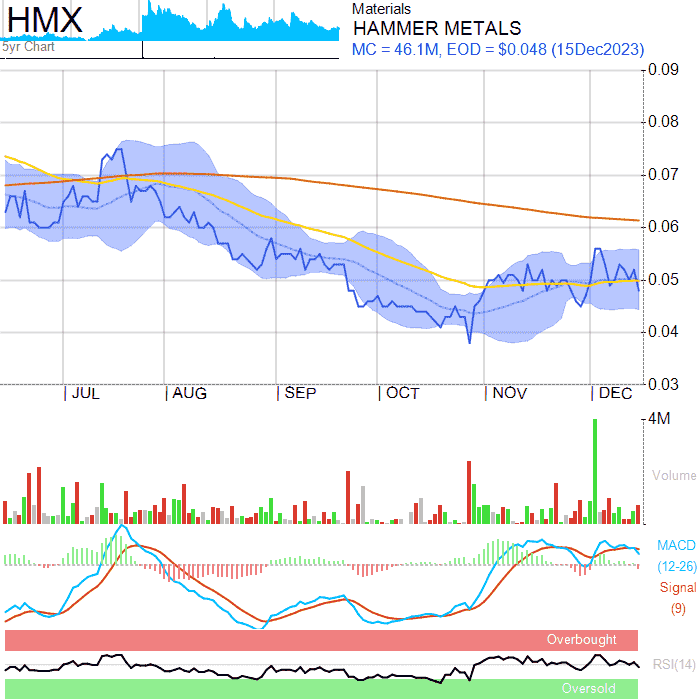 HMX
5yr Chart
Materials
HAMMER METALS
MC = 46.1M, EOD = $0.048 (15Dec2023)
0.09
0.08
0.07
0.06
0.05
0.04
0.03
JUL
AUG
SEP
OCT
NOV
DEC
4M
Volume
MACD
(12-26)
Signal
(9)
Overbought
RSI(14)
Oversold